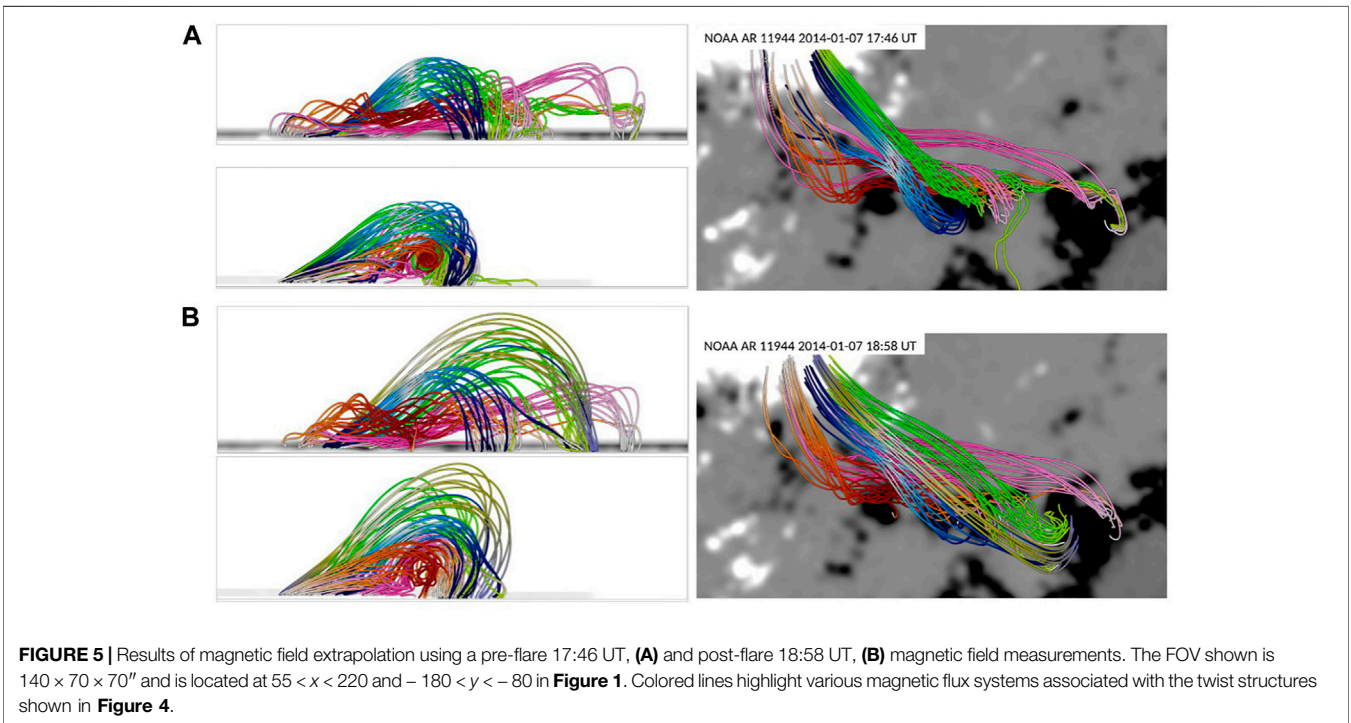 A
NOAA AR 11944 2014-01-07 17:46 UT
B
NOAA AR 11944 2014-01-07 18:58 UT
FIGURE 5 | Results of magnetic field extrapolation using a pre-flare 17:46 UT, (A) and post-flare 18:58 UT, (B) magnetic field measurements. The FOV shown is
140 × 70 × 70″ and is located at 55 < x < 220 and – 180 < y < – 80 in Figure 1. Colored lines highlight various magnetic flux systems associated with the twist structures
shown in Figure 4.